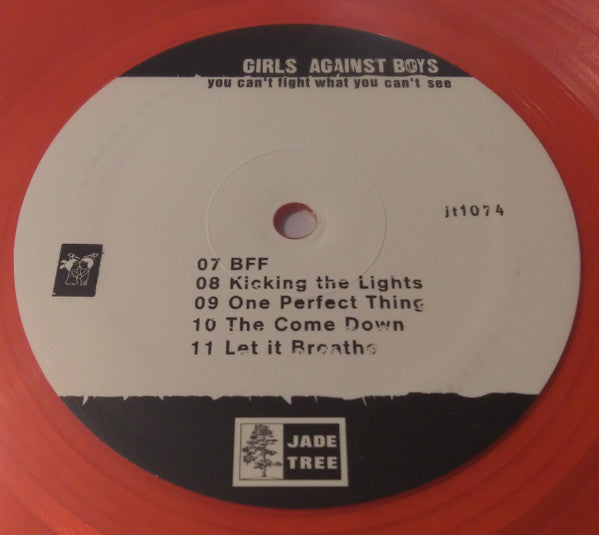 GIRLS AGAINST BOYS
you can't fight what you can't see
jt1074
07 BFF
08 Kicking the Lights
09 One Perfect Thing
10 The Come Down
11 Let it Breathe
JADE
TREE